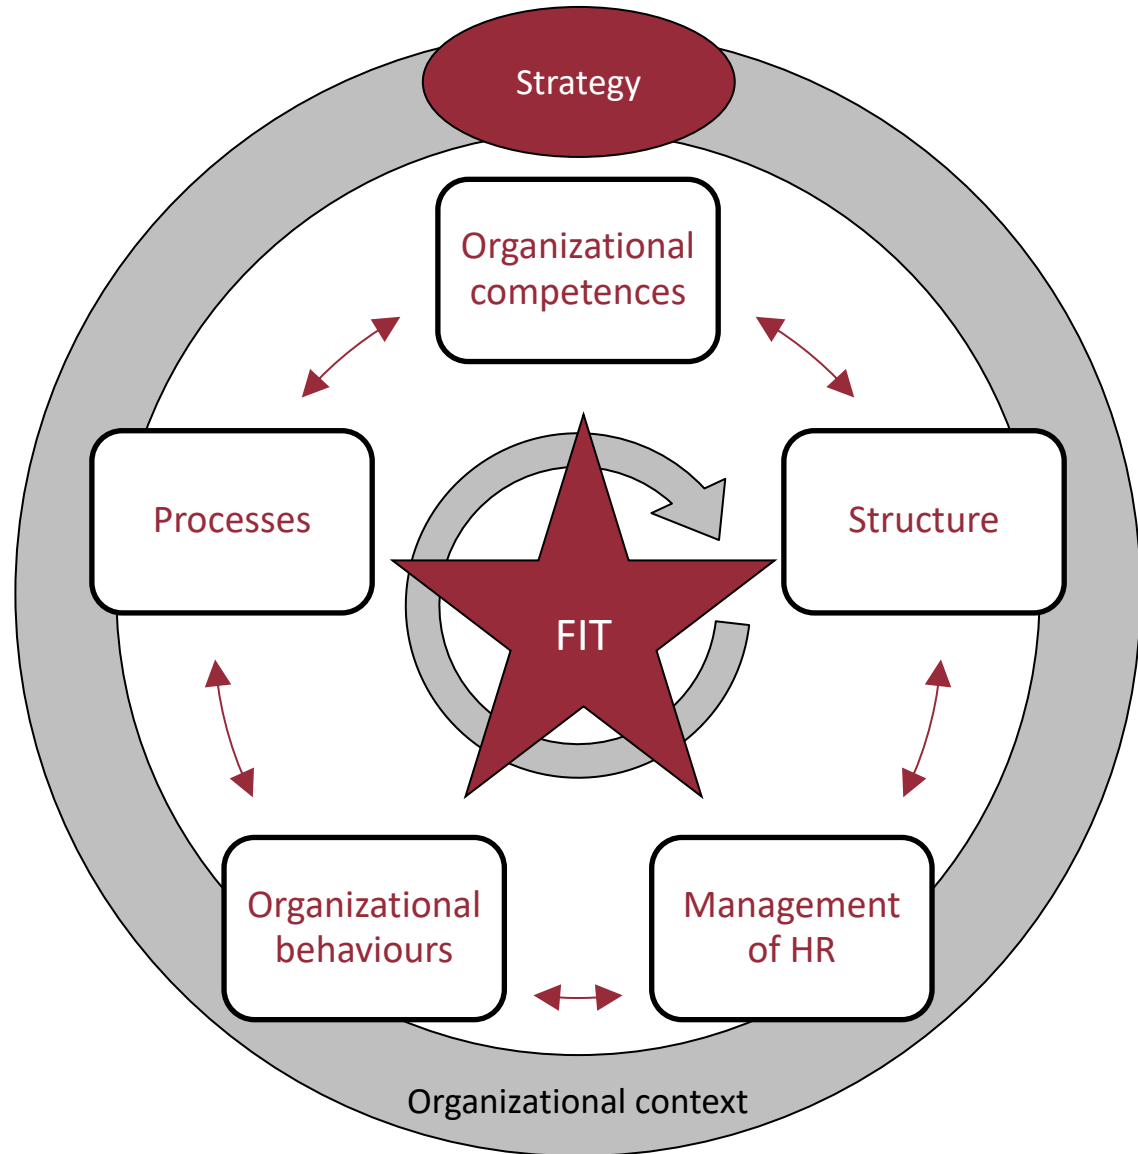 Strategy
Organizational
competences
Processes
Structure
FIT
Organizational
behaviours
Management
of HR
Organizational context